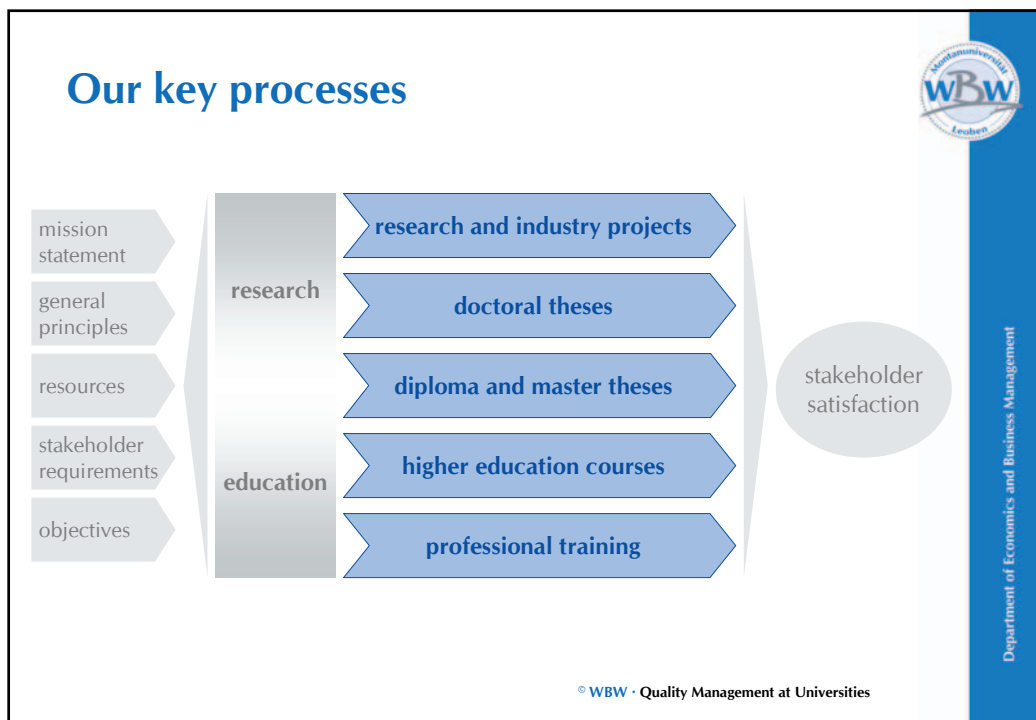 Our key processes
Montanuniversität
WBW
Leoben
mission
statement
general
principles
resources
stakeholder
requirements
objectives
research
education
research and industry projects
doctoral theses
diploma and master theses
higher education courses
professional training
stakeholder
satisfaction
Department of Economics and Business Management
© WBW · Quality Management at Universities